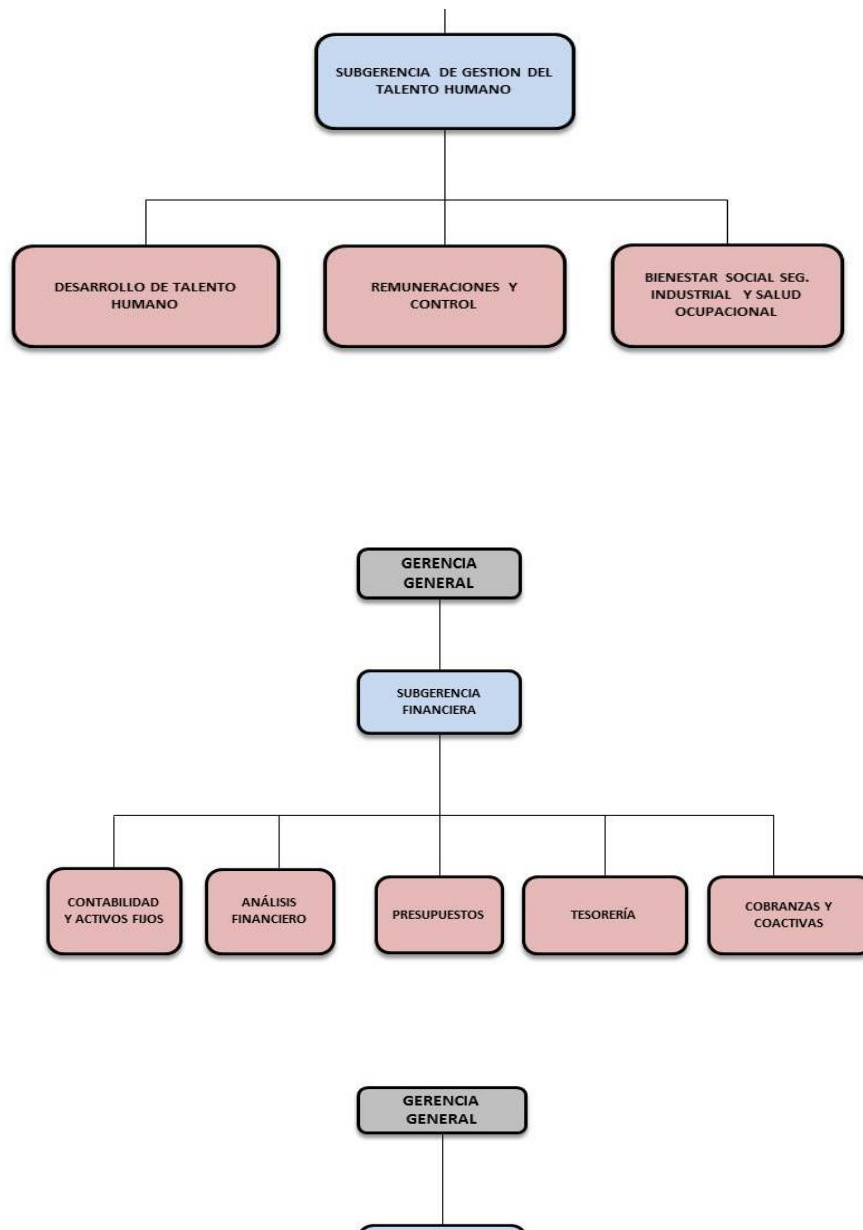 SUBGERENCIA DE GESTION DEL
TALENTO HUMANO
DESARROLLO DE TALENTO
HUMANO
REMUNERACIONES Y
CONTROL
BIENESTAR SOCIAL SEG.
INDUSTRIAL Y SALUD
OCUPACIONAL
GERENCIA
GENERAL
SUBGERENCIA
FINANCIERA
CONTABILIDAD
Y ACTIVOS FIJOS
ANÁLISIS
FINANCIERO
PRESUPUESTOS
TESORERÍA
COBRANZAS Y
COACTIVAS
GERENCIA
GENERAL